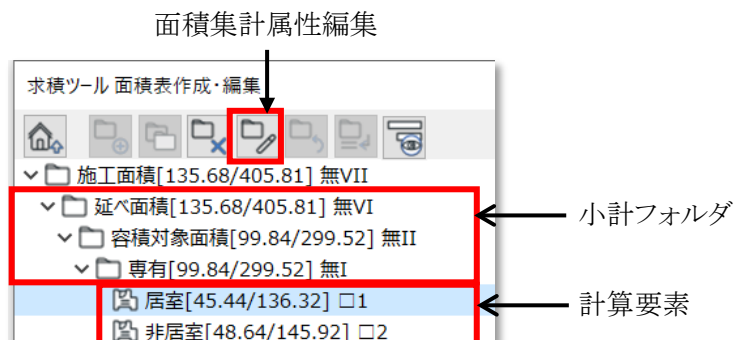 面積集計属性編集
求積ツール 面積表作成・編集
施工面積[135.68/405.81] 無VII
延べ面積[135.68/405.81] 無VI
小計フォルダ
容積対象面積[99.84/299.52] 無II
専有[99.84/299.52] 無I
居室[45.44/136.32] □1
計算要素
非居室[48.64/145.92] □2